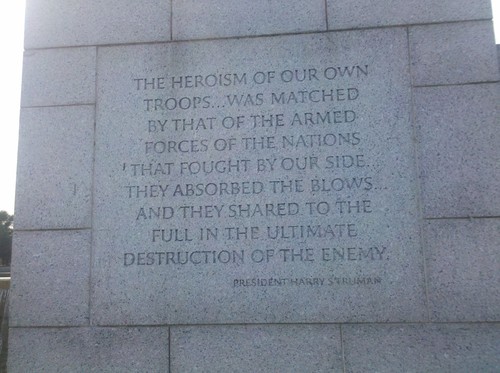 THE HEROISM OF OUR OWN
TROOPS...WAS MATCHED
BY THAT OF THE ARMED
FORCES OF THE NATIONS
THAT FOUGHT BY OUR SIDE...
THEY ABSORBED THE BLOWS...
AND THEY SHARED TO THE
FULL IN THE ULTIMATE
DESTRUCTION OF THE ENEMY.
PRESIDENT HARRY S TRUMAN